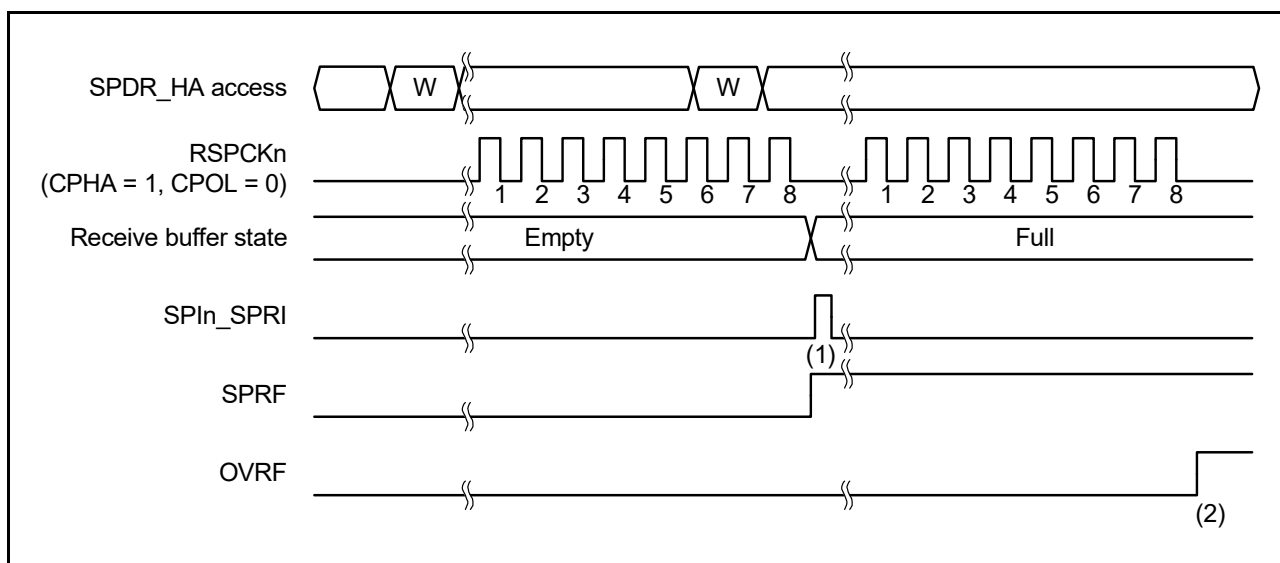 SPDR_HA access
W
W
RSPCKn
(CPHA = 1, CPOL = 0)
1 2 3 4 5 6 7 8
1 2 3 4 5 6 7 8
Receive buffer state
Empty
Full
SPIn_SPRI
(1)
SPRF
OVRF
(2)